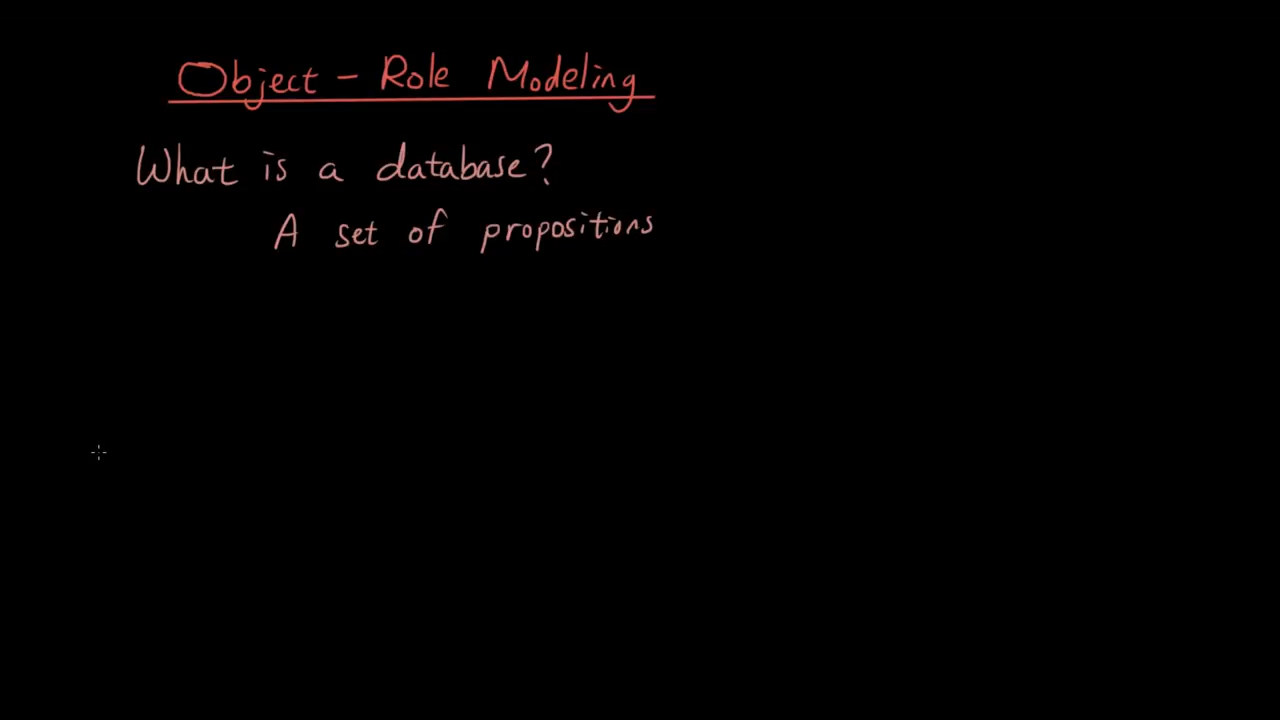 Object - Role Modeling
What is a database?
A set of propositions